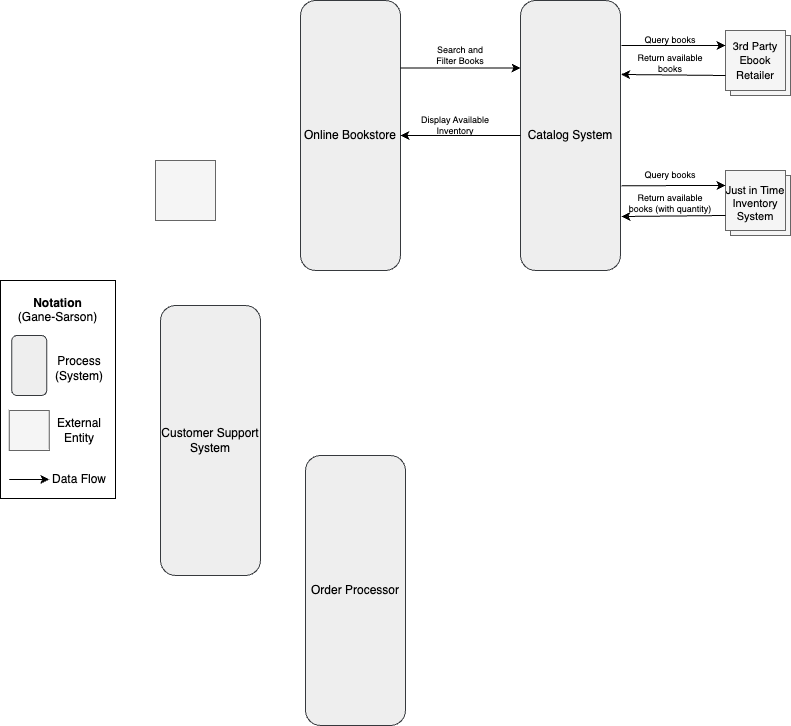 Search and
Filter Books
Query books
3rd Party
Ebook
Retailer
Return available
books
Online Bookstore
Display Available
Inventory
Catalog System
Query books
Just in Time
Inventory
System
Return available
books (with quantity)
Notation
(Gane-Sarson)
Process
(System)
External
Entity
Data Flow
Customer Support
System
Order Processor